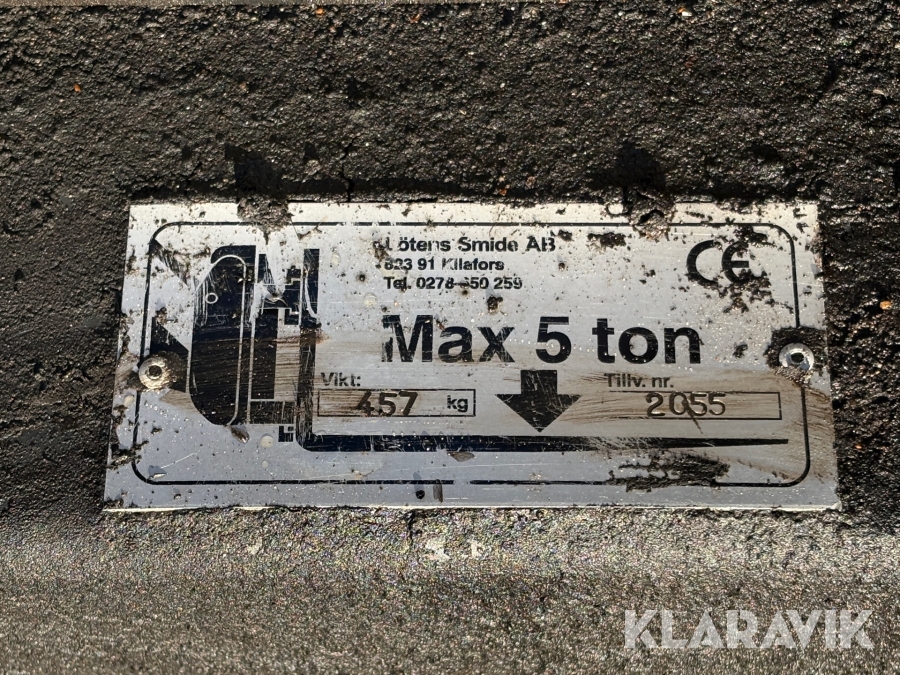 Lötens Smide AB
823 91 Kilafors
Tel. 0278-650 259
CE
Max 5 ton
Vikt:
457 kg
Tillv. nr.
2055
KLARAVIK